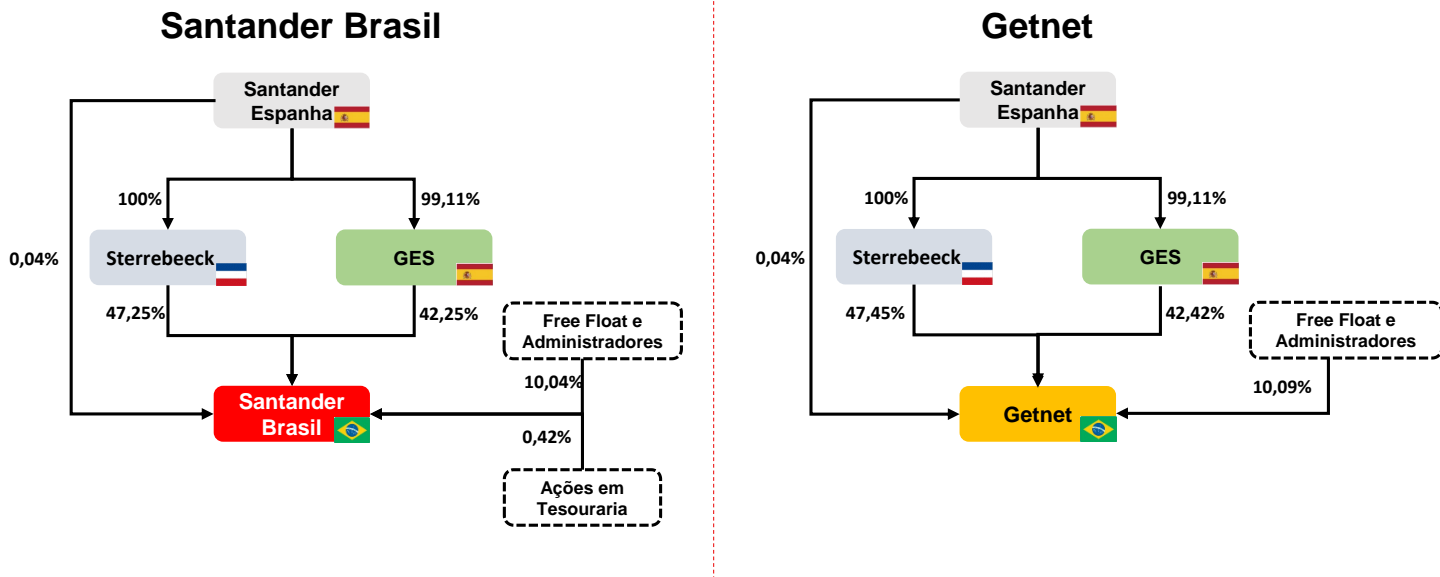 Santander Brasil
Santander
Espanha
100%
99,11%
0,04%
Sterrebeeck
GES
47,25%
42,25%
Free Float e
Administradores
10,04%
Santander
Brasil
0,42%
Ações em
Tesouraria
Getnet
Santander
Espanha
100%
99,11%
0,04%
Sterrebeeck
GES
47,45%
42,42%
Free Float e
Administradores
10,09%
Getnet